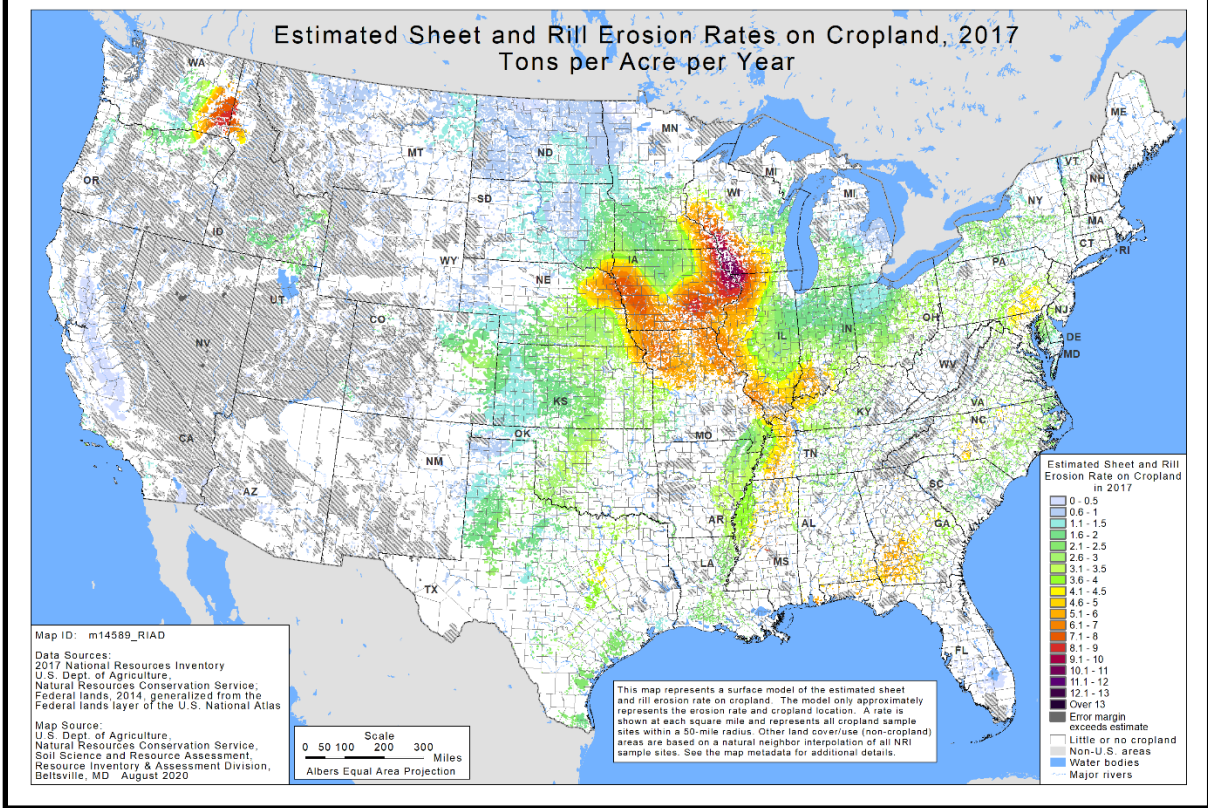 Estimated Sheet and Rill Erosion Rates on Cropland, 2017
Tons per Acre per Year
WA
MT
ND
MN
ME
OR
ID
SD
WI
MI
MI
VT
NH
NY
MA
CT
RI
WY
NE
IA
PA
NJ
NV
UT
CO
IL
IN
OH
DE
MD
WV
KS
MO
KY
VA
CA
AZ
NM
OK
TN
NC
AR
SC
TX
LA
MS
AL
GA
FL
Estimated Sheet and Rill
Erosion Rate on Cropland
in 2017
0 - 0.5
0.6 - 1
1.1 - 1.5
1.6 - 2
2.1 - 2.5
2.6 - 3
3.1 - 3.5
3.6 - 4
4.1 - 4.5
4.6 - 5
5.1 - 6
6.1 - 7
7.1 - 8
8.1 - 9
9.1 - 10
10.1 - 11
11.1 - 12
12.1 - 13
Over 13
Error margin
exceeds estimate
Little or no cropland
Non-U.S. areas
Water bodies
Major rivers
Map ID: m14589_RIAD
Data Sources:
2017 National Resources Inventory
U.S. Dept. of Agriculture,
Natural Resources Conservation Service;
Federal lands, 2014, generalized from the
Federal lands layer of the U.S. National Atlas
Map Source:
U.S. Dept. of Agriculture,
Natural Resources Conservation Service,
Soil Science and Resource Assessment,
Resource Inventory & Assessment Division,
Beltsville, MD August 2020
Scale
0 50 100 200 300
Miles
Albers Equal Area Projection
This map represents a surface model of the estimated sheet
and rill erosion rate on cropland. The model only approximately
represents the erosion rate and cropland location. A rate is
shown at each square mile and represents all cropland sample
sites within a 50-mile radius. Other land cover/use (non-cropland)
areas are based on a natural neighbor interpolation of all NRI
sample sites. See the map metadata for additional details.